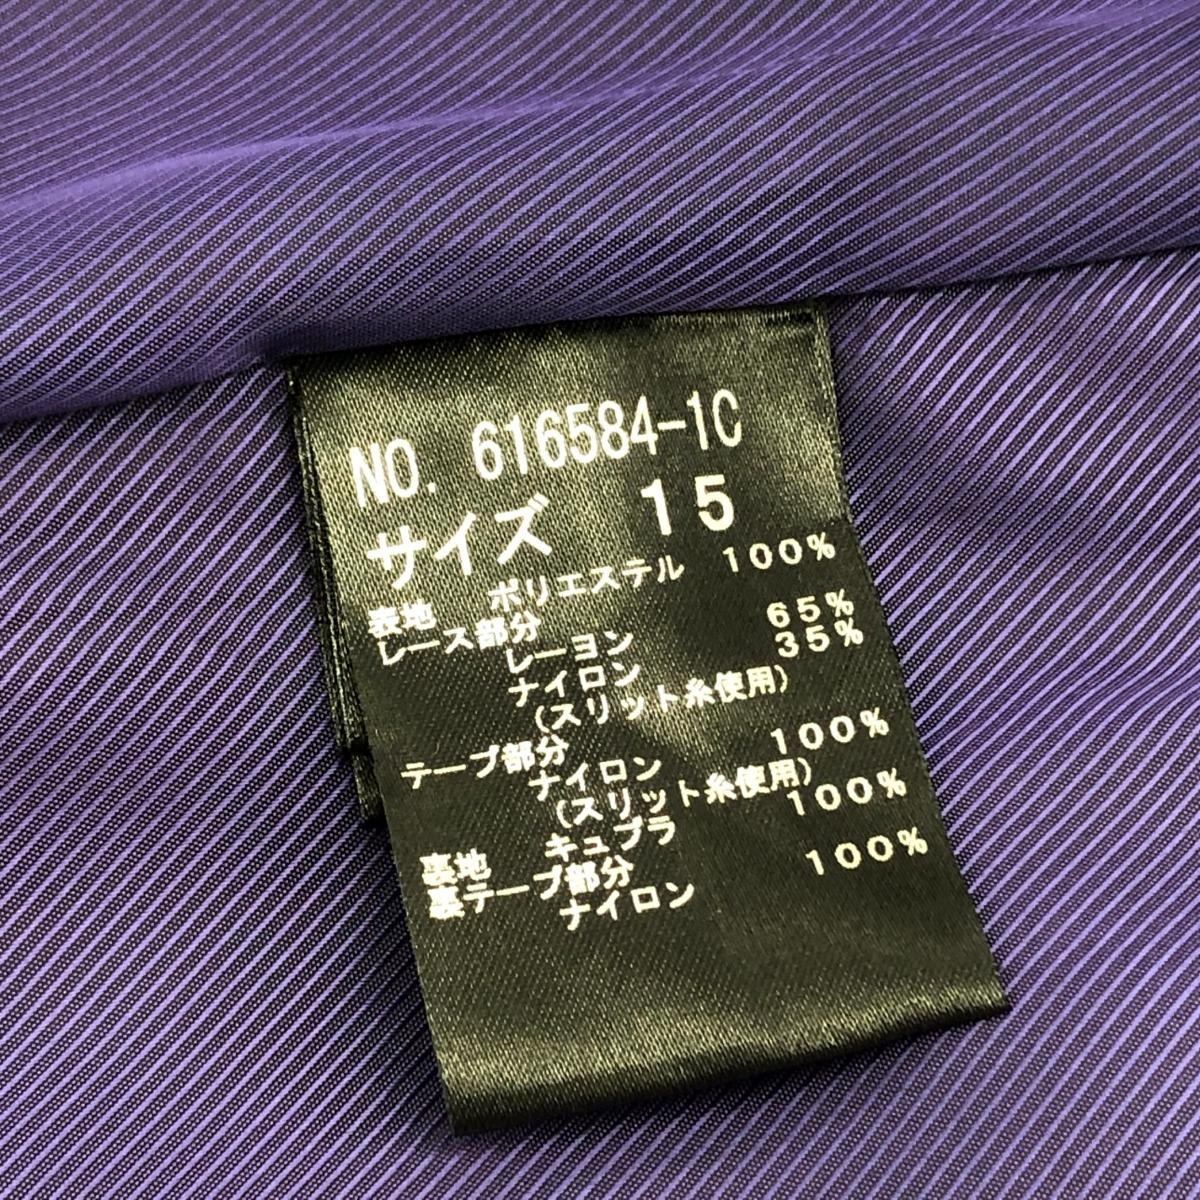 NO. 616584-1C
サイズ 15
表地 ポリエステル 100%
レース部分
レーヨン 65%
ナイロン 35%
(スリット糸使用)
テープ部分
ナイロン 100%
(スリット糸使用)
裏地 キュプラ 100%
裏テープ部分
ナイロン 100%